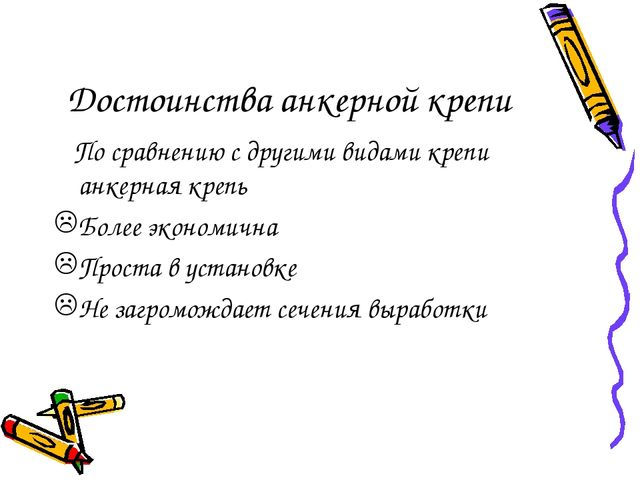 Достоинства анкерной крепи
По сравнению с другими видами крепи
анкерная крепь
Более экономична
Проста в установке
Не загромождает сечения выработки